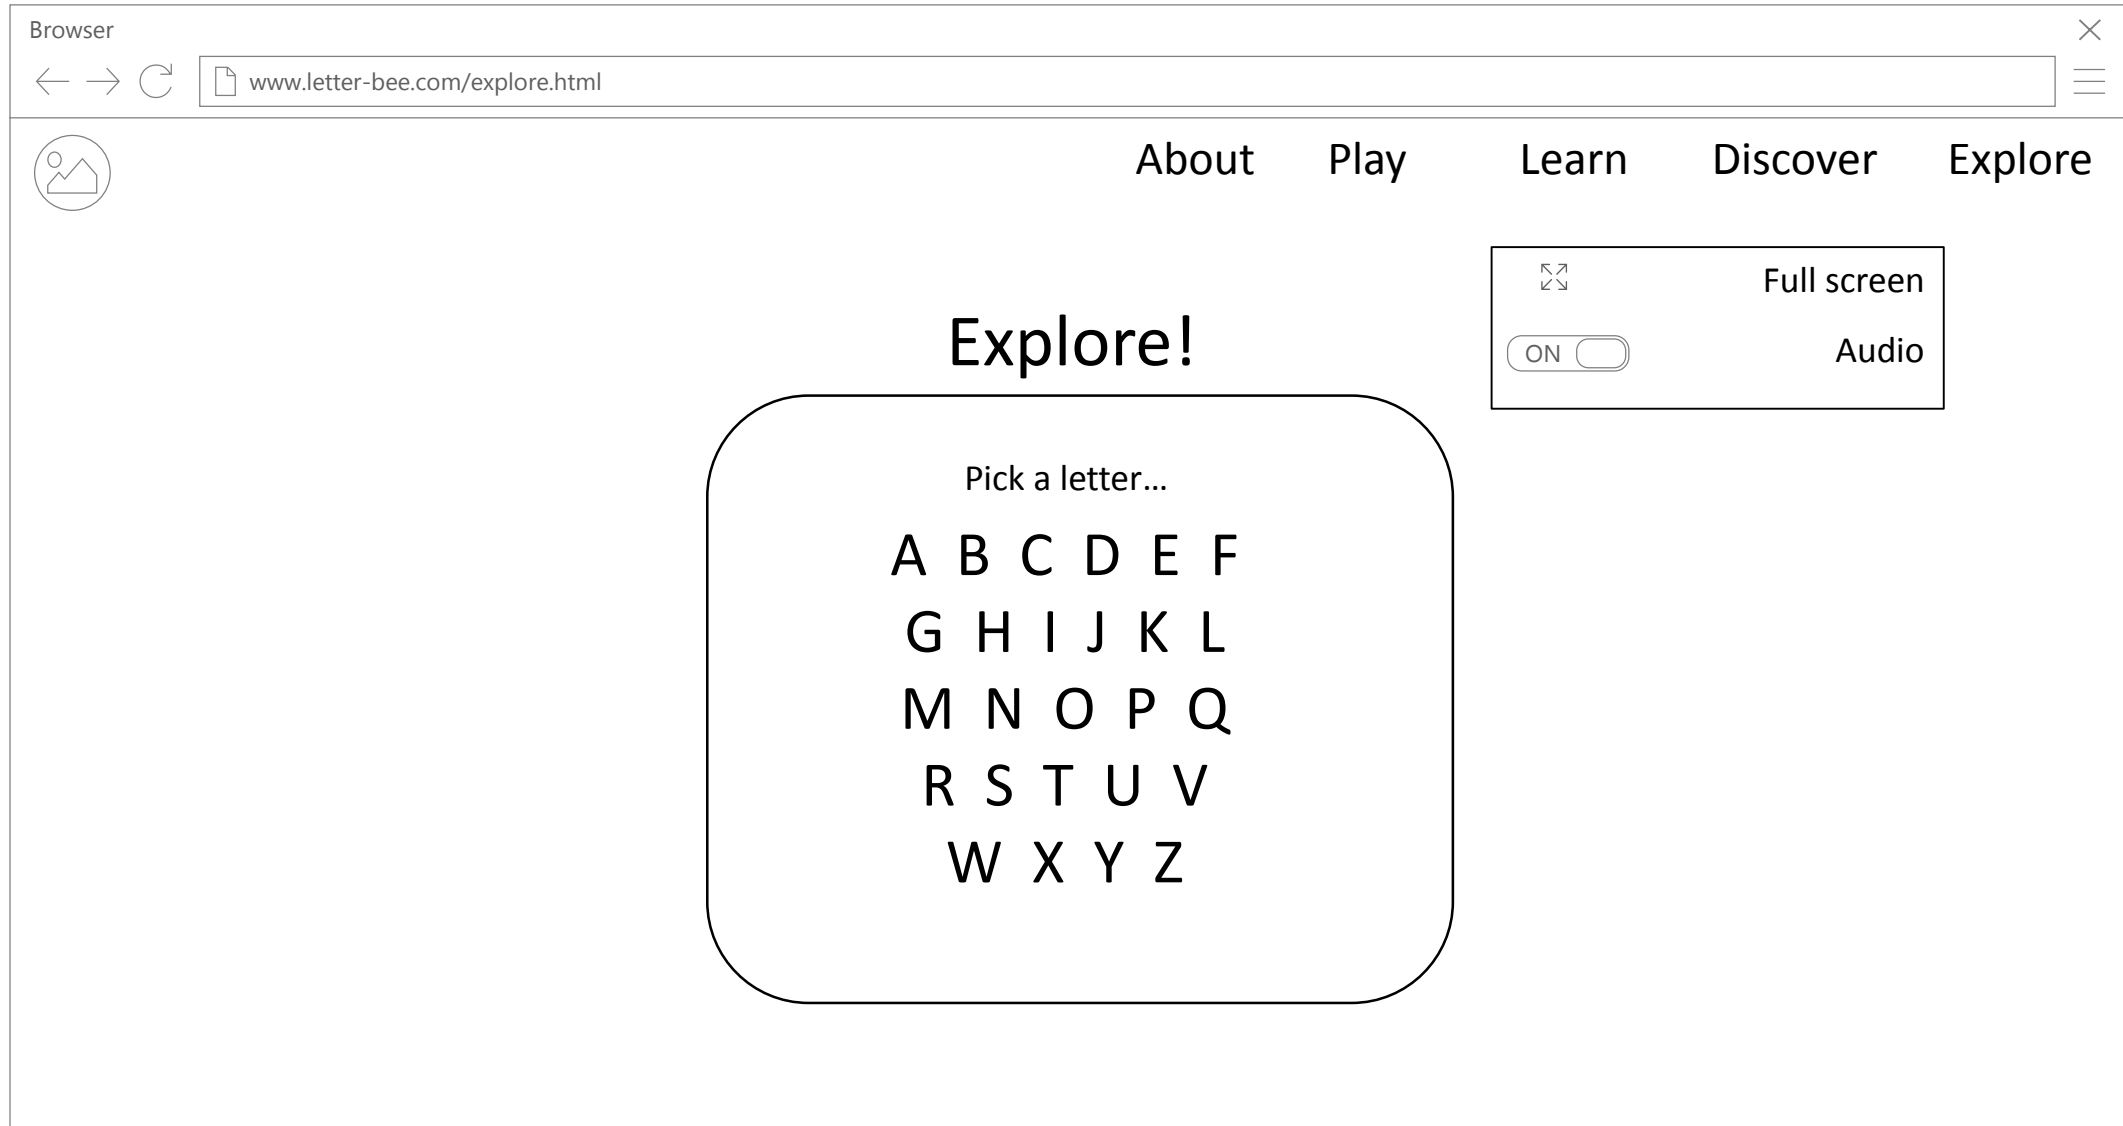 Browser
www.letter-bee.com/explore.html
About Play Learn Discover Explore
Full screen
Explore!
ON Audio
Pick a letter...
A B C D E F
G H I J K L
M N O P Q
R S T U V
W X Y Z